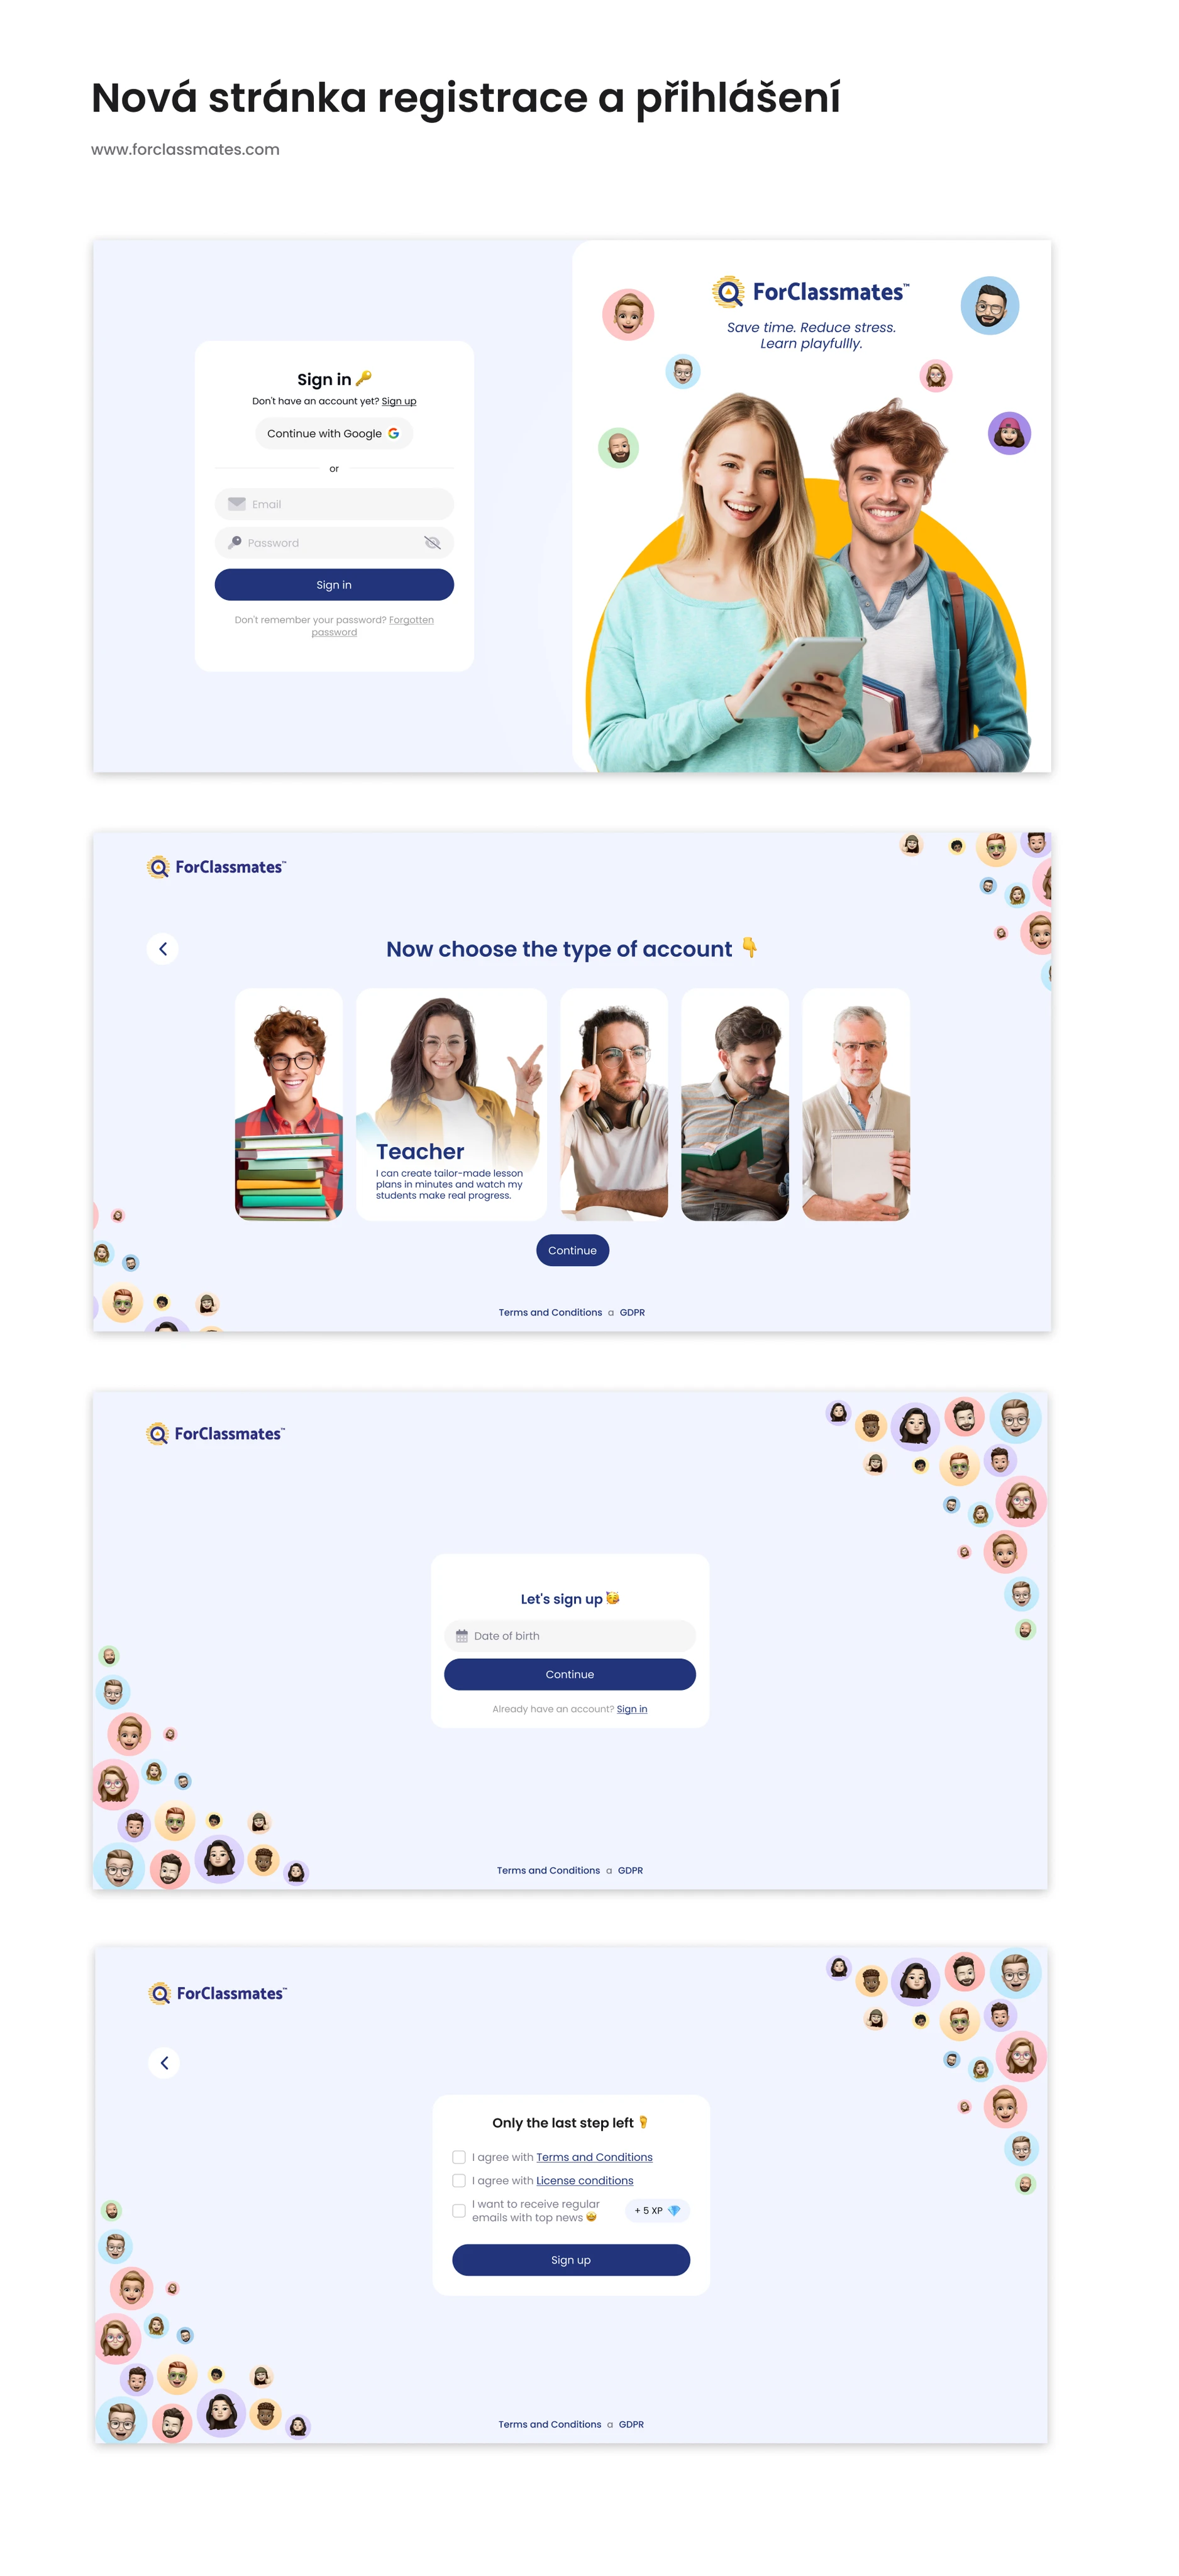 Nová stránka registrace a přihlášení
www.forclassmates.com
ForClassmates™
Save time. Reduce stress.
Learn playfullly.
Sign in
Don't have an account yet? Sign up
Continue with Google
or
Email
Password
Sign in
Don't remember your password? Forgotten
password
ForClassmates™
Now choose the type of account
Teacher
I can create tailor-made lesson
plans in minutes and watch my
students make real progress.
Continue
Terms and Conditions a GDPR
ForClassmates™
Let's sign up
Date of birth
Continue
Already have an account? Sign in
Terms and Conditions a GDPR
ForClassmates™
Only the last step left
I agree with Terms and Conditions
I agree with License conditions
I want to receive regular
emails with top news
+ 5 XP
Sign up
Terms and Conditions a GDPR